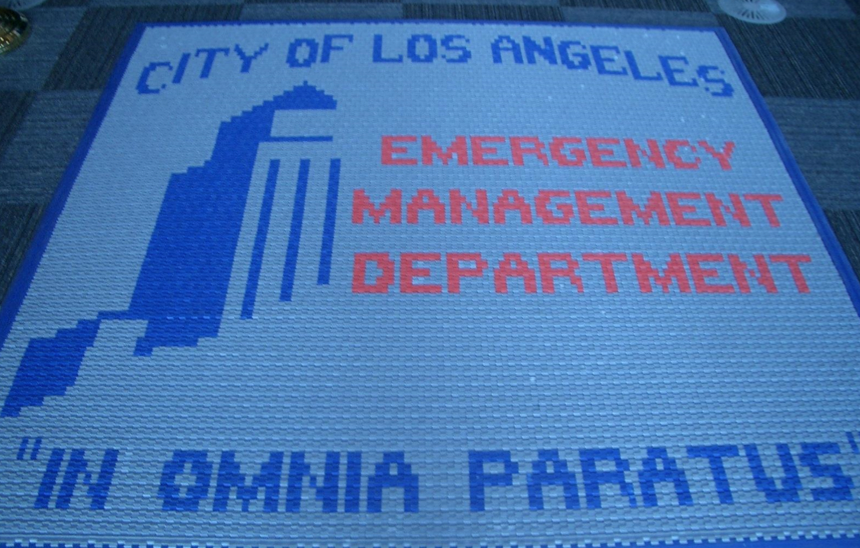 CITY OF LOS ANGELES
EMERGENCY
MANAGEMENT
DEPARTMENT
"IN OMNIA PARATUS"